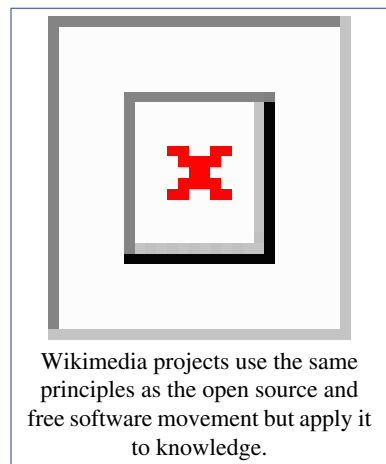 Wikimedia projects use the same
principles as the open source and
free software movement but apply it
to knowledge.